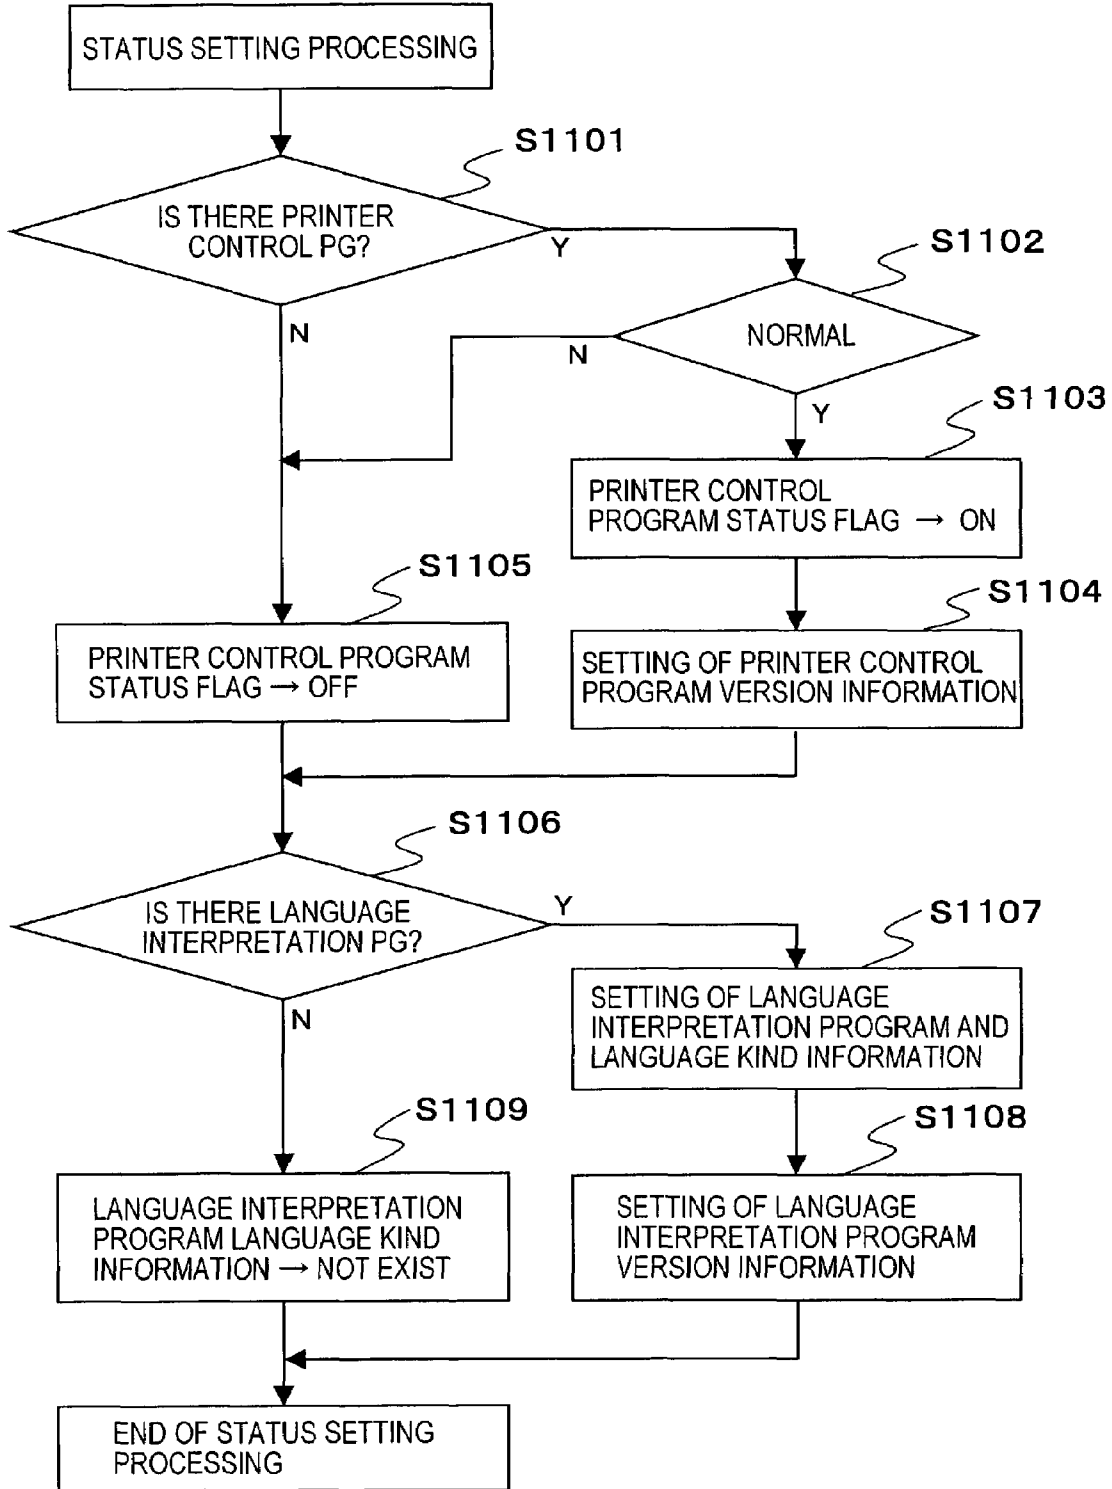 STATUS SETTING PROCESSING
S1101
IS THERE PRINTER
CONTROL PG?
Y
N
S1102
NORMAL
N
Y
S1103
PRINTER CONTROL
PROGRAM STATUS FLAG → ON
S1104
SETTING OF PRINTER CONTROL
PROGRAM VERSION INFORMATION
S1105
PRINTER CONTROL PROGRAM
STATUS FLAG → OFF
S1106
IS THERE LANGUAGE
INTERPRETATION PG?
Y
N
S1107
SETTING OF LANGUAGE
INTERPRETATION PROGRAM AND
LANGUAGE KIND INFORMATION
S1108
SETTING OF LANGUAGE
INTERPRETATION PROGRAM
VERSION INFORMATION
S1109
LANGUAGE INTERPRETATION
PROGRAM LANGUAGE KIND
INFORMATION → NOT EXIST
END OF STATUS SETTING
PROCESSING